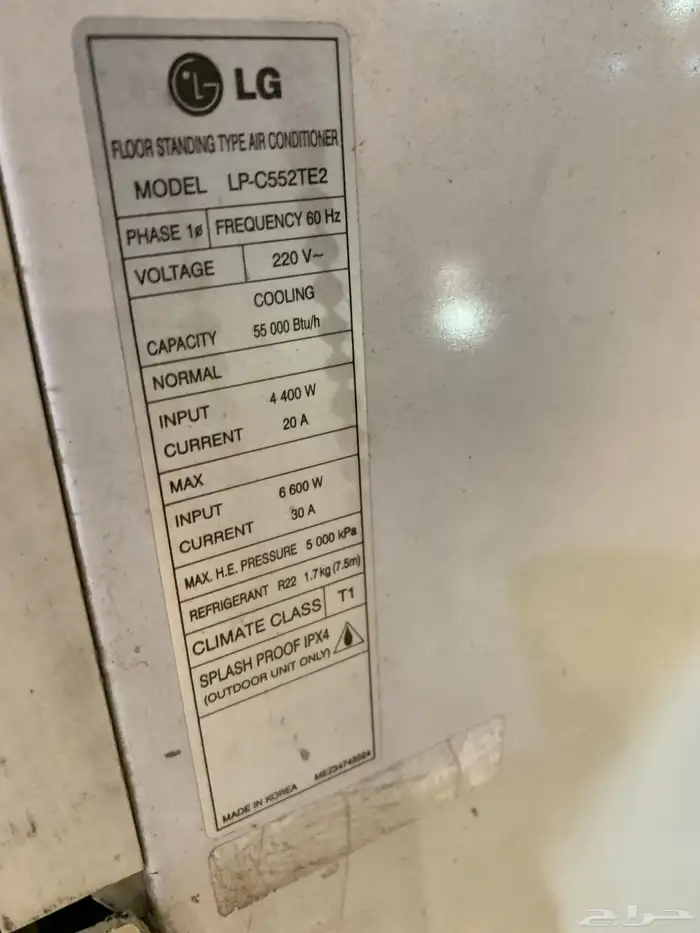 LG
FLOOR STANDING TYPE AIR CONDITIONER
MODEL LP-C552TE2
PHASE 1ø FREQUENCY 60 Hz
VOLTAGE 220 V~
COOLING
CAPACITY 55 000 Btu/h
NORMAL
INPUT 4 400 W
CURRENT 20 A
MAX
INPUT 6 600 W
CURRENT 30 A
MAX. H.E. PRESSURE 5 000 kPa
REFRIGERANT R22 1.7kg (7.5m)
CLIMATE CLASS T1
SPLASH PROOF IPX4
(OUTDOOR UNIT ONLY)
MADE IN KOREA
حراج